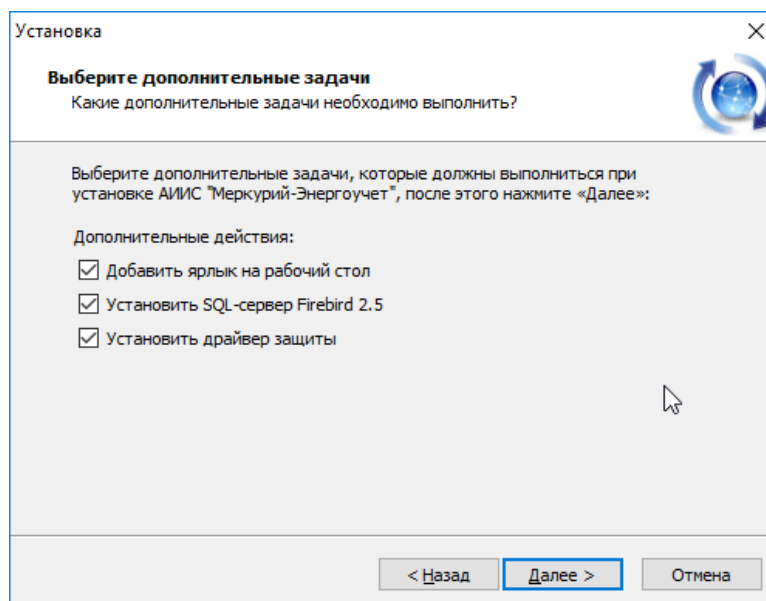 Установка
Выберите дополнительные задачи
Какие дополнительные задачи необходимо выполнить?
Выберите дополнительные задачи, которые должны выполниться при
установке АИИС "Меркурий-Энергоучет", после этого нажмите «Далее»:
Дополнительные действия:
Добавить ярлык на рабочий стол
Установить SQL-сервер Firebird 2.5
Установить драйвер защиты
< Назад
Далее >
Отмена